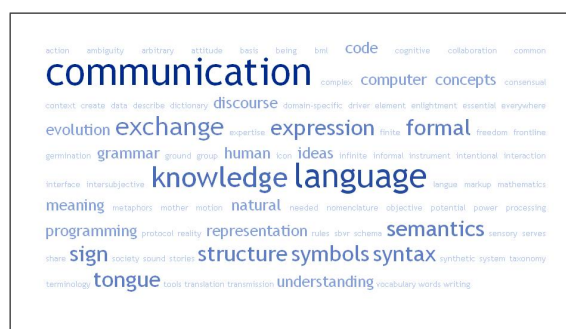 action ambiguity arbitrary attitude basis being bml code cognitive collaboration common
communication complex computer concepts consensual
context create data describe dictionary discourse domain-specific driver element enlightment essential everywhere
evolution exchange expertise expression finite formal freedom frontline
germination grammar ground group human icon ideas infinite informal instrument intentional interaction
interface intersubjective knowledge language langue markup mathematics
meaning metaphors mother motion natural needed nomenclature objective potential power processing
programming protocol reality representation rules sbvr schema semantics sensory serves
share sign society sound stories structure symbols syntax synthetic system taxonomy
terminology tongue tools translation transmission understanding vocabulary words writing